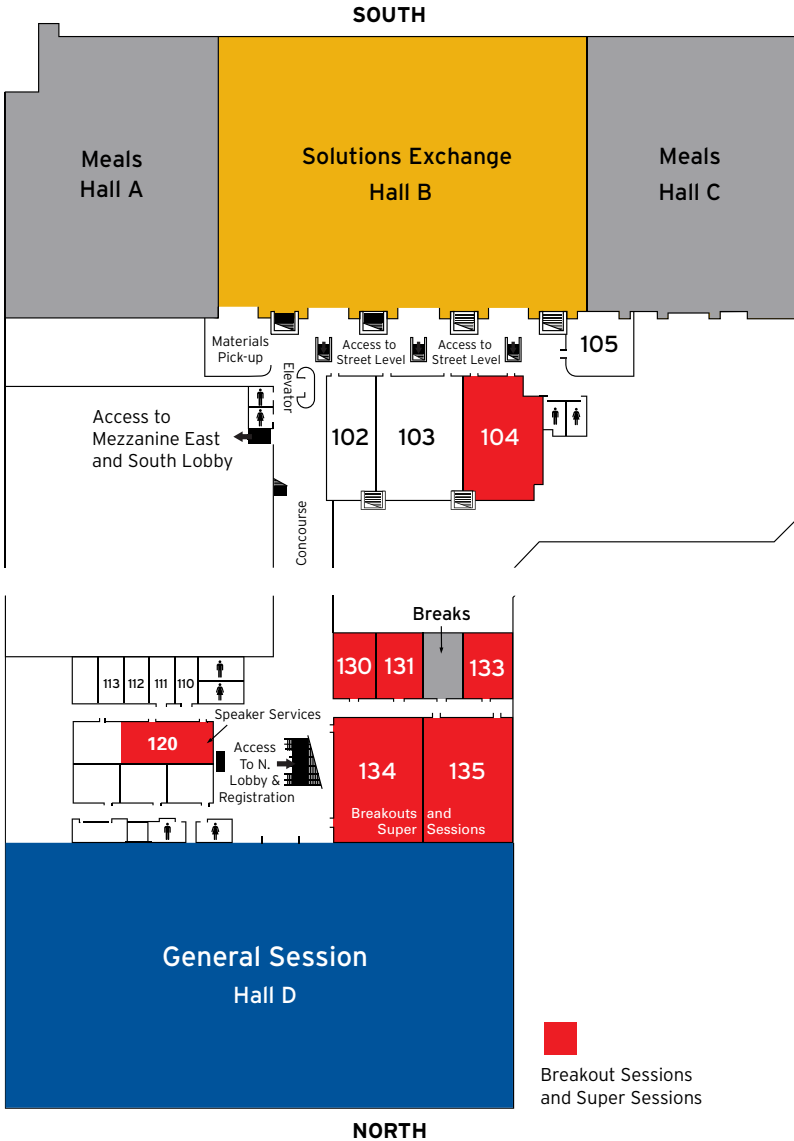 SOUTH
Meals
Hall A
Solutions Exchange
Hall B
Meals
Hall C
Materials
Pick-up
Access to
Street Level
Access to
Street Level
105
Elevator
Access to
Mezzanine East
and South Lobby
102
103
104
Concourse
Breaks
130
131
133
113
112
111
110
Speaker Services
120
Access
To N.
Lobby &
Registration
134
135
Breakouts and
Super Sessions
General Session
Hall D
Breakout Sessions
and Super Sessions
NORTH